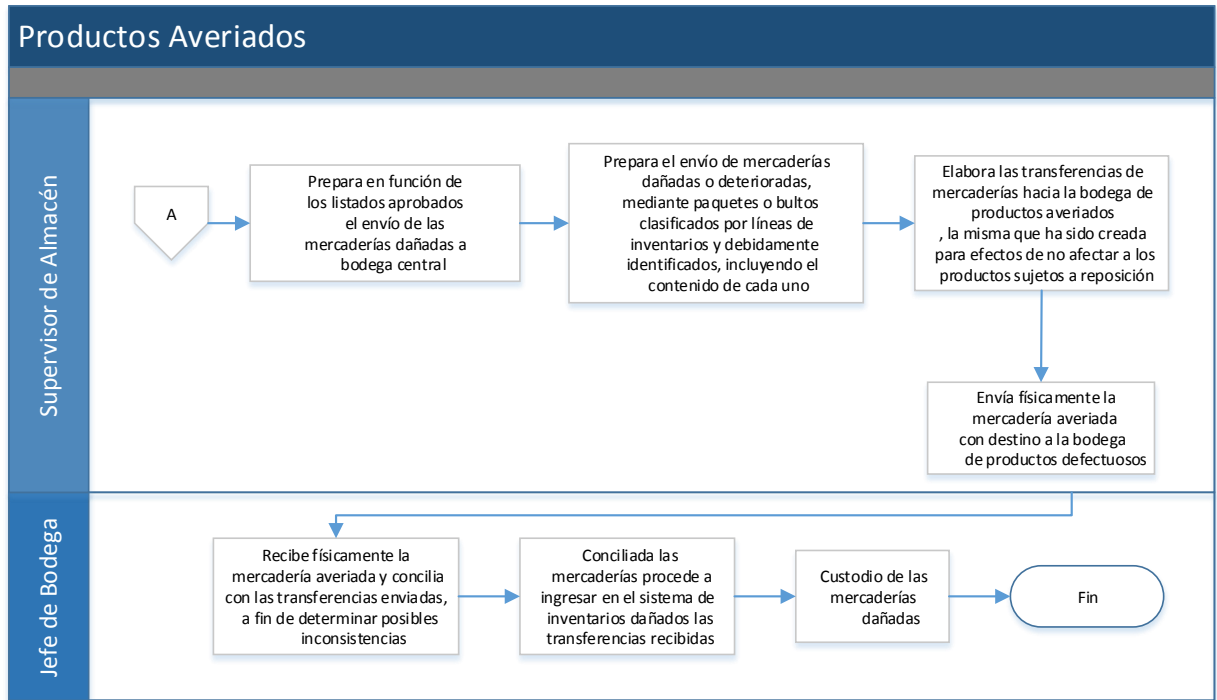 Productos Averiados
Supervisor de Almacén
A
Prepara en función de
los listados aprobados
el envío de las
mercaderías dañadas a
bodega central
Prepara el envío de mercaderías
dañadas o deterioradas,
mediante paquetes o bultos
clasificados por líneas de
inventarios y debidamente
identificados, incluyendo el
contenido de cada uno
Elabora las transferencias de
mercaderías hacia la bodega de
productos averiados
, la misma que ha sido creada
para efectos de no afectar a los
productos sujetos a reposición
Envía físicamente la
mercadería averiada
con destino a la bodega
de productos defectuosos
Jefe de Bodega
Recibe físicamente la
mercadería averiada y concilia
con las transferencias enviadas,
a fin de determinar posibles
inconsistencias
Conciliada las
mercaderías procede a
ingresar en el sistema de
inventarios dañados las
transferencias recibidas
Custodio de las
mercaderías
dañadas
Fin